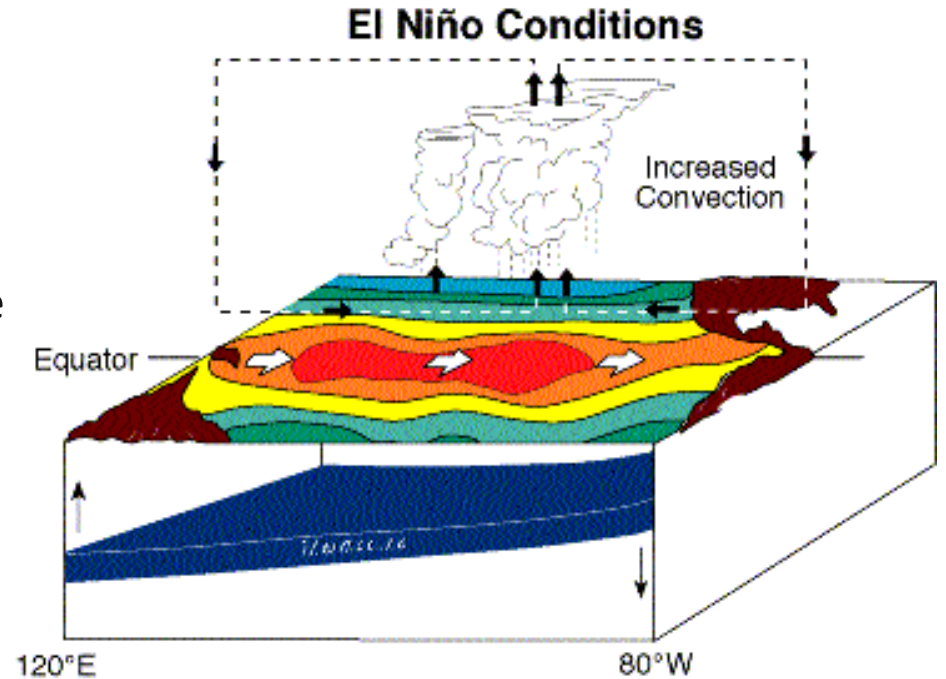 El Niño Conditions
Increased
Convection
e
Equator
120°E
80°W